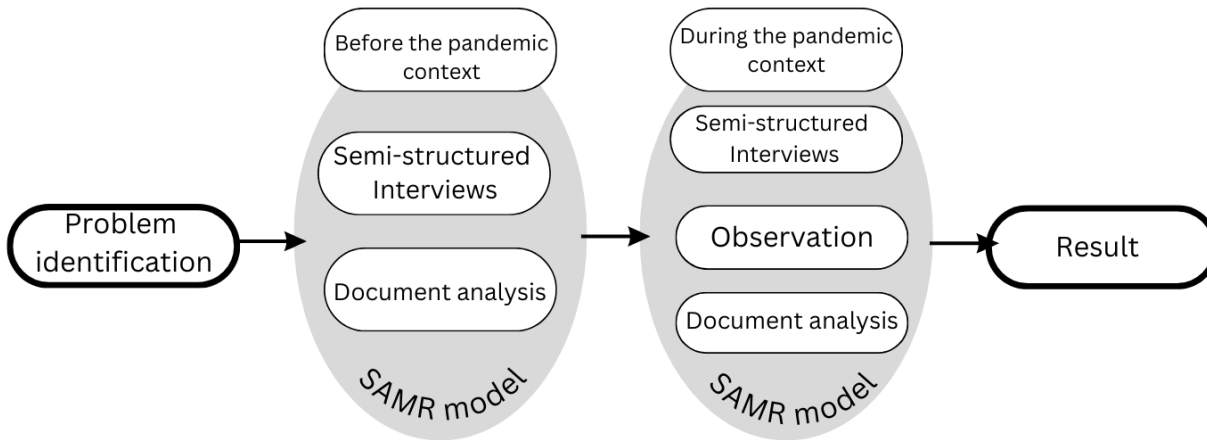 Problem
identification
Before the pandemic
context
Semi-structured
Interviews
Document analysis
SAMR model
During the pandemic
context
Semi-structured
Interviews
Observation
Document analysis
SAMR model
Result